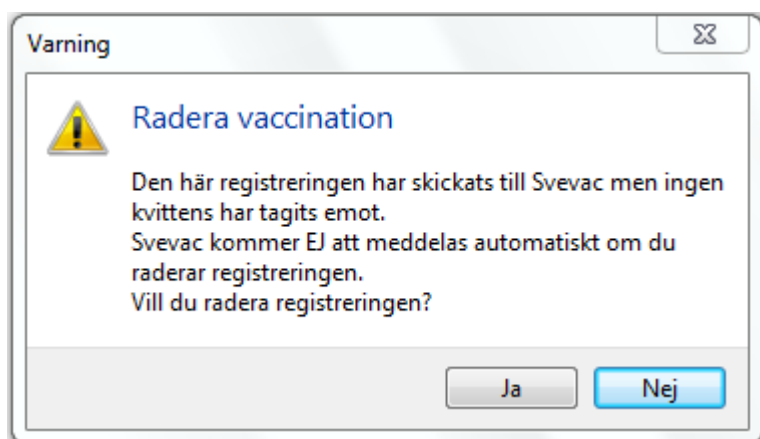 Varning
Radera vaccination
Den här registreringen har skickats till Svevac men ingen
kvittens har tagits emot.
Svevac kommer EJ att meddelas automatiskt om du
raderar registreringen.
Vill du radera registreringen?
Ja
Nej